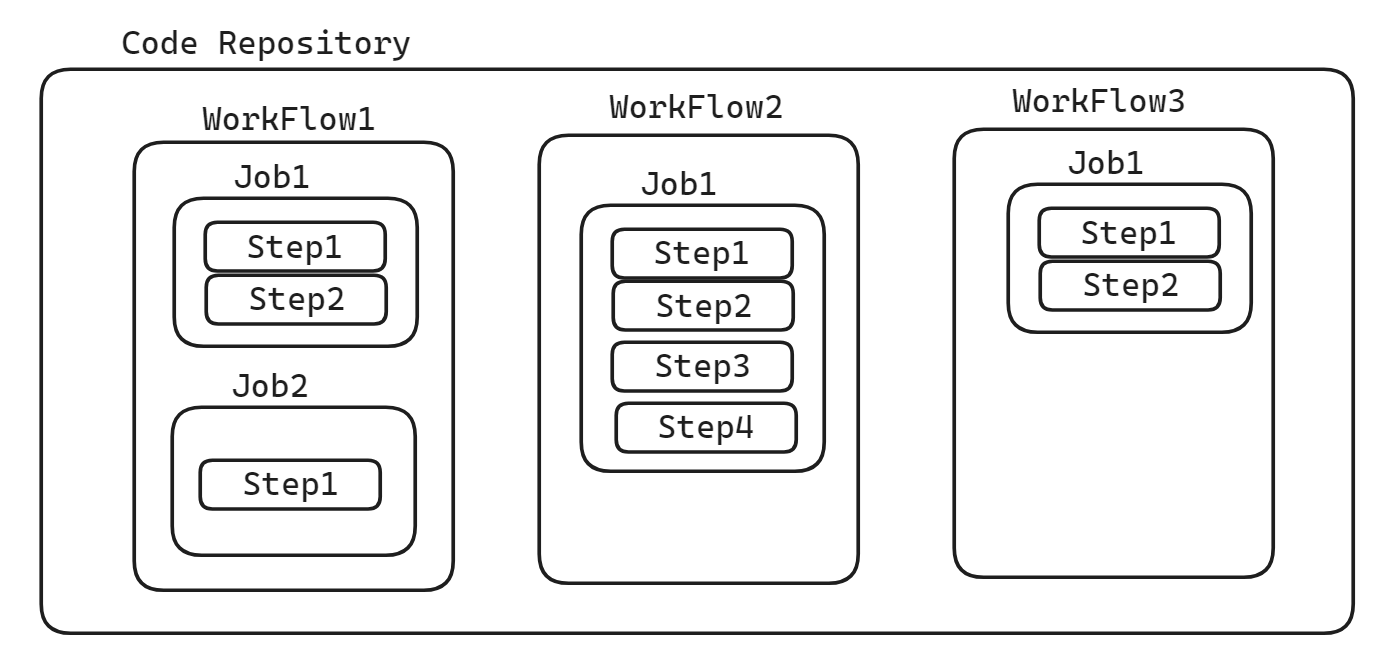 Code Repository
WorkFlow1
Job1
Step1
Step2
Job2
Step1
WorkFlow2
Job1
Step1
Step2
Step3
Step4
WorkFlow3
Job1
Step1
Step2